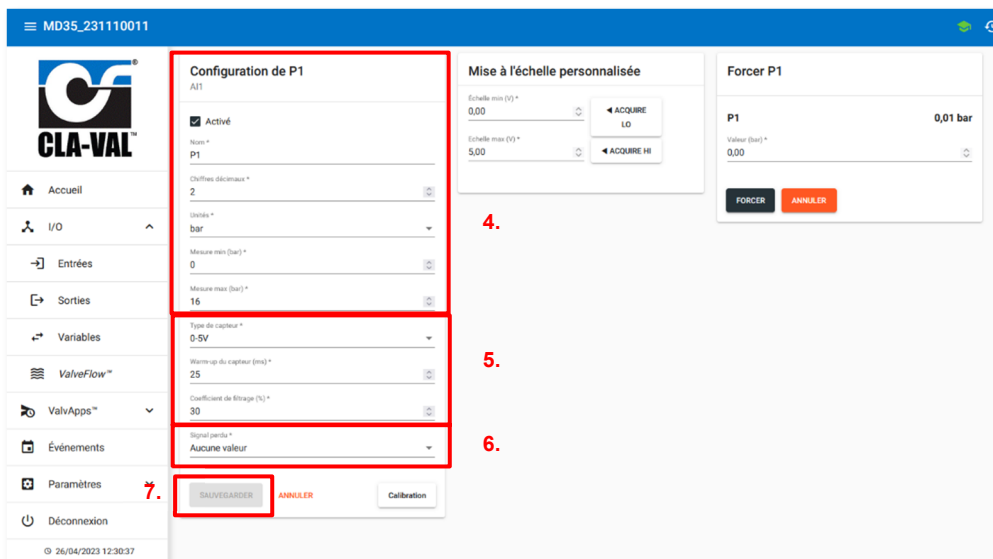 MD35_231110011
CLA-VAL
®
Accueil
I/O
Entrées
Sorties
Variables
ValveFlow™
ValvApps™
Événements
Paramètres
Déconnexion
26/04/2023 12:30:37
Configuration de P1
AI1
Activé
Nom *
P1
Chiffres décimaux *
2
Unités *
bar
Mesure min (bar) *
0
Mesure max (bar) *
16
Type de capteur *
0-5V
Warm-up du capteur (ms) *
25
Coefficient de filtrage (%) *
30
Signal perdu *
Aucune valeur
SAUVEGARDER
ANNULER
Calibration
Mise à l'échelle personnalisée
Échelle min (V) *
0,00
ACQUIRE
LO
Echelle max (V) *
5,00
ACQUIRE HI
Forcer P1
P1 0,01 bar
Valeur (bar) *
0,00
FORCER
ANNULER
4.
5.
6.
7.